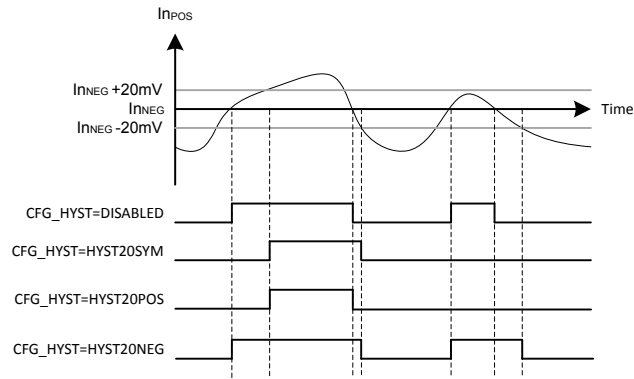 InPOS
InNEG +20mV
InNEG
Time
InNEG -20mV
CFG_HYST=DISABLED
CFG_HYST=HYST20SYM
CFG_HYST=HYST20POS
CFG_HYST=HYST20NEG